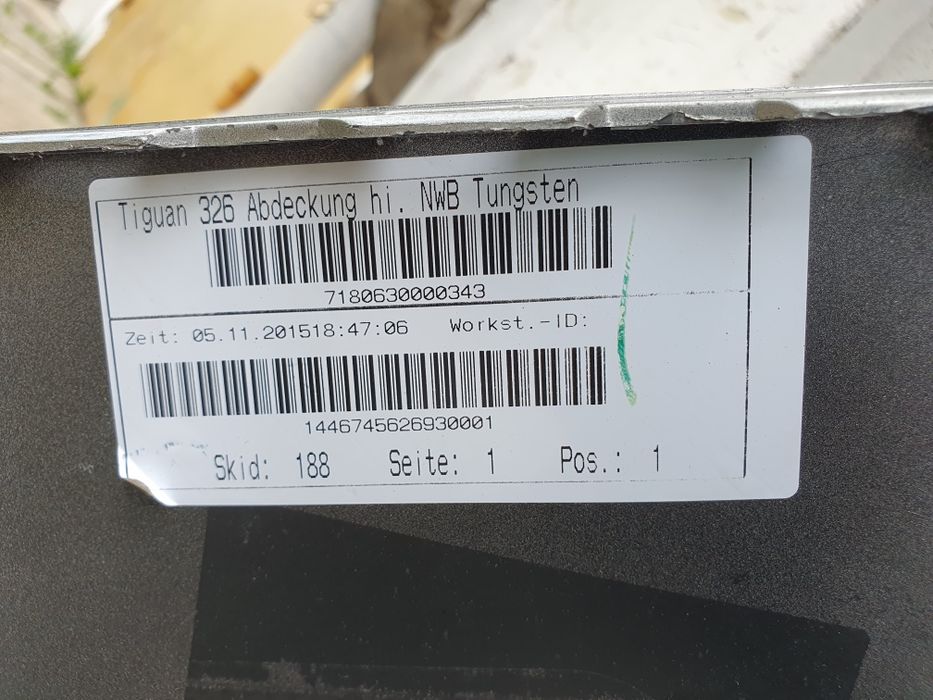 Tiguan 326 Abdeckung hi. NWB Tungsten
7180630000343
Zeit: 05.11.201518:47:06 Workst.-ID:
1446745626930001
Skid: 188 Seite: 1 Pos.: 1